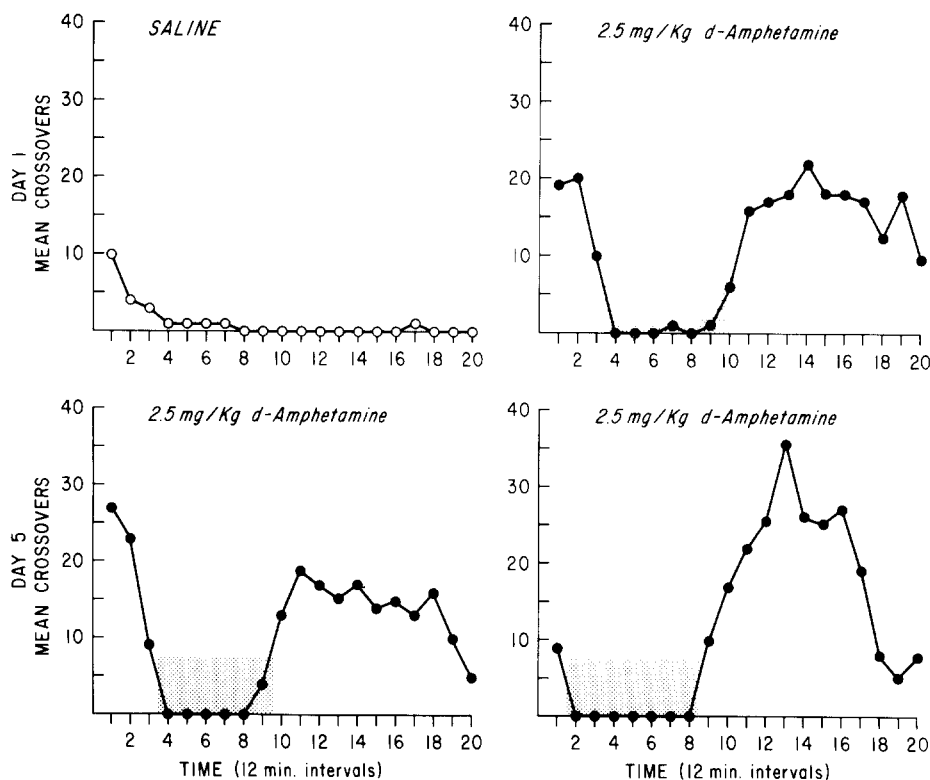 SALINE
40
30
20
10
2 4 6 8 10 12 14 16 18 20
DAY 1
MEAN CROSSOVERS
2.5 mg/Kg d-Amphetamine
40
30
20
10
2 4 6 8 10 12 14 16 18 20
2.5 mg/Kg d-Amphetamine
40
30
20
10
2 4 6 8 10 12 14 16 18 20
DAY 5
MEAN CROSSOVERS
TIME (12 min. intervals)
2.5 mg/Kg d-Amphetamine
40
30
20
10
2 4 6 8 10 12 14 16 18 20
TIME (12 min. intervals)